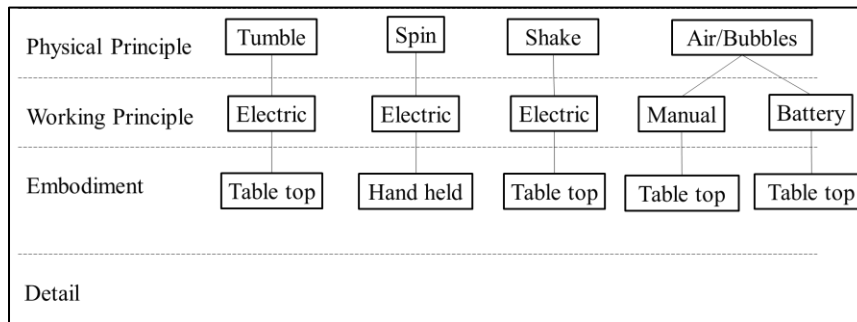 Physical Principle Tumble Spin Shake Air/Bubbles
Working Principle Electric Electric Electric Manual Battery
Embodiment Table top Hand held Table top Table top Table top
Detail